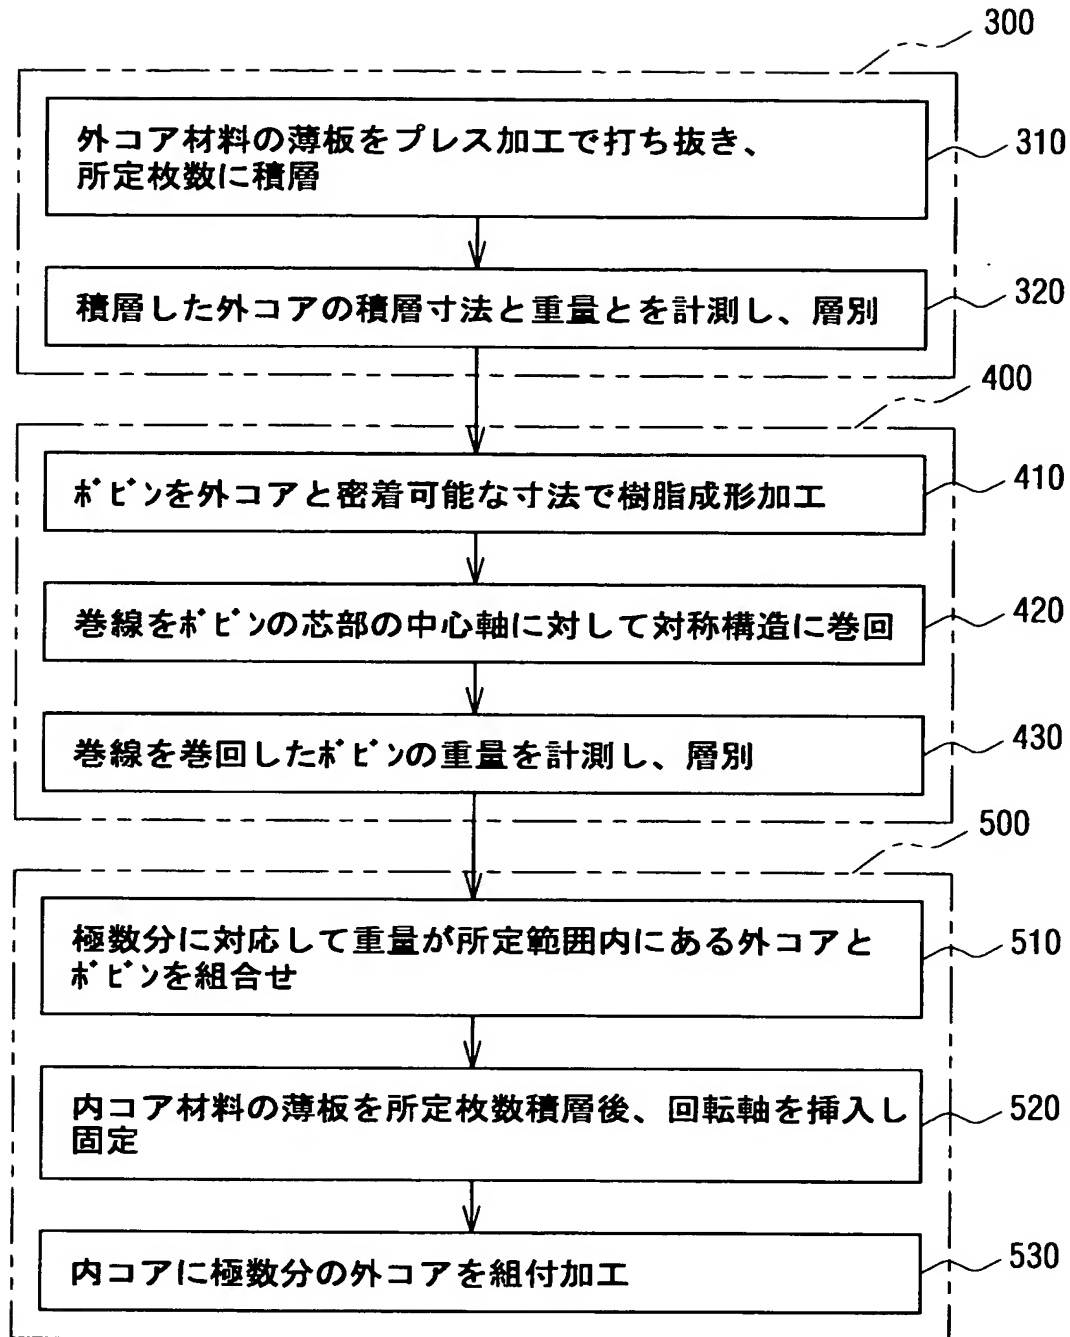 300
外コア材料の薄板をプレス加工で打ち抜き、
所定枚数に積層
310
積層した外コアの積層寸法と重量とを計測し、層別
320
400
ﾎﾞﾋﾞﾝを外コアと密着可能な寸法で樹脂成形加工
410
巻線をﾎﾞﾋﾞﾝの芯部の中心軸に対して対称構造に巻回
420
巻線を巻回したﾎﾞﾋﾞﾝの重量を計測し、層別
430
500
極数分に対応して重量が所定範囲内にある外コアと
ﾎﾞﾋﾞﾝを組合せ
510
内コア材料の薄板を所定枚数積層後、回転軸を挿入し
固定
520
内コアに極数分の外コアを組付加工
530